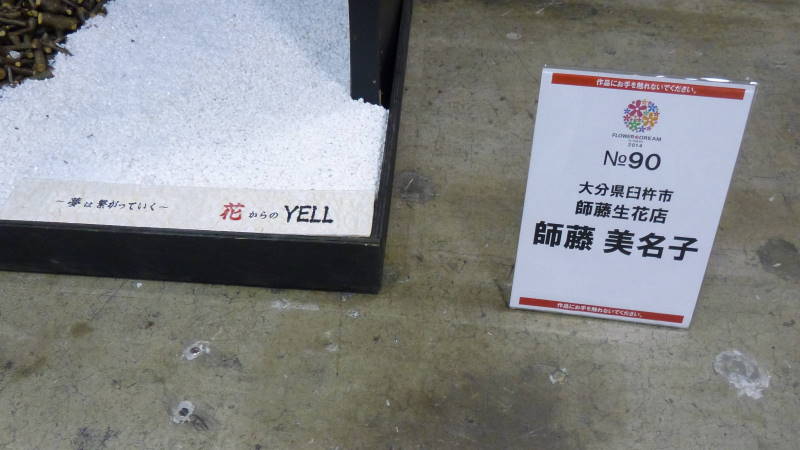 ~夢は繋がっていく~ 花からのYELL
作品にお手を触れないでください。
FLOWER DREAM
2014
№90
大分県臼杵市
師藤生花店
師藤 美名子
作品にお手を触れないでください。